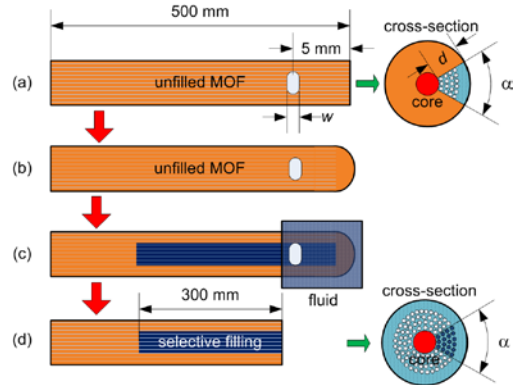 500 mm
cross-section
5 mm
(a) unfilled MOF
d
core
α
w
(b) unfilled MOF
(c)
fluid
300 mm
cross-section
(d) selective filling
core
α